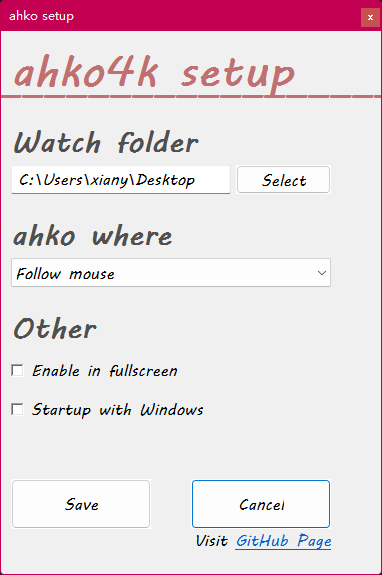 ahko setup
x
ahko4k setup
Watch folder
C:\Users\xiany\Desktop
Select
ahko where
Follow mouse
Other
Enable in fullscreen
Startup with Windows
Save
Cancel
Visit GitHub Page